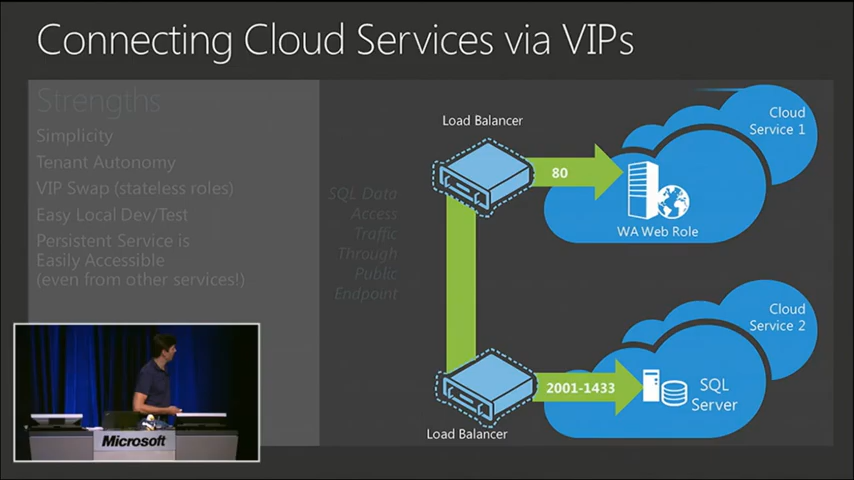 Connecting Cloud Services via VIPs
Strengths
Simplicity
Tenant Autonomy
VIP Swap (stateless roles)
Easy Local Dev/Test
Persistent Service is
Easily Accessible
(even from other services!)
SQL Data
Access
Traffic
Through
Public
Endpoint
Load Balancer
80
Cloud
Service 1
WA Web Role
Cloud
Service 2
2001-1433
SQL
Server
Load Balancer
Microsoft